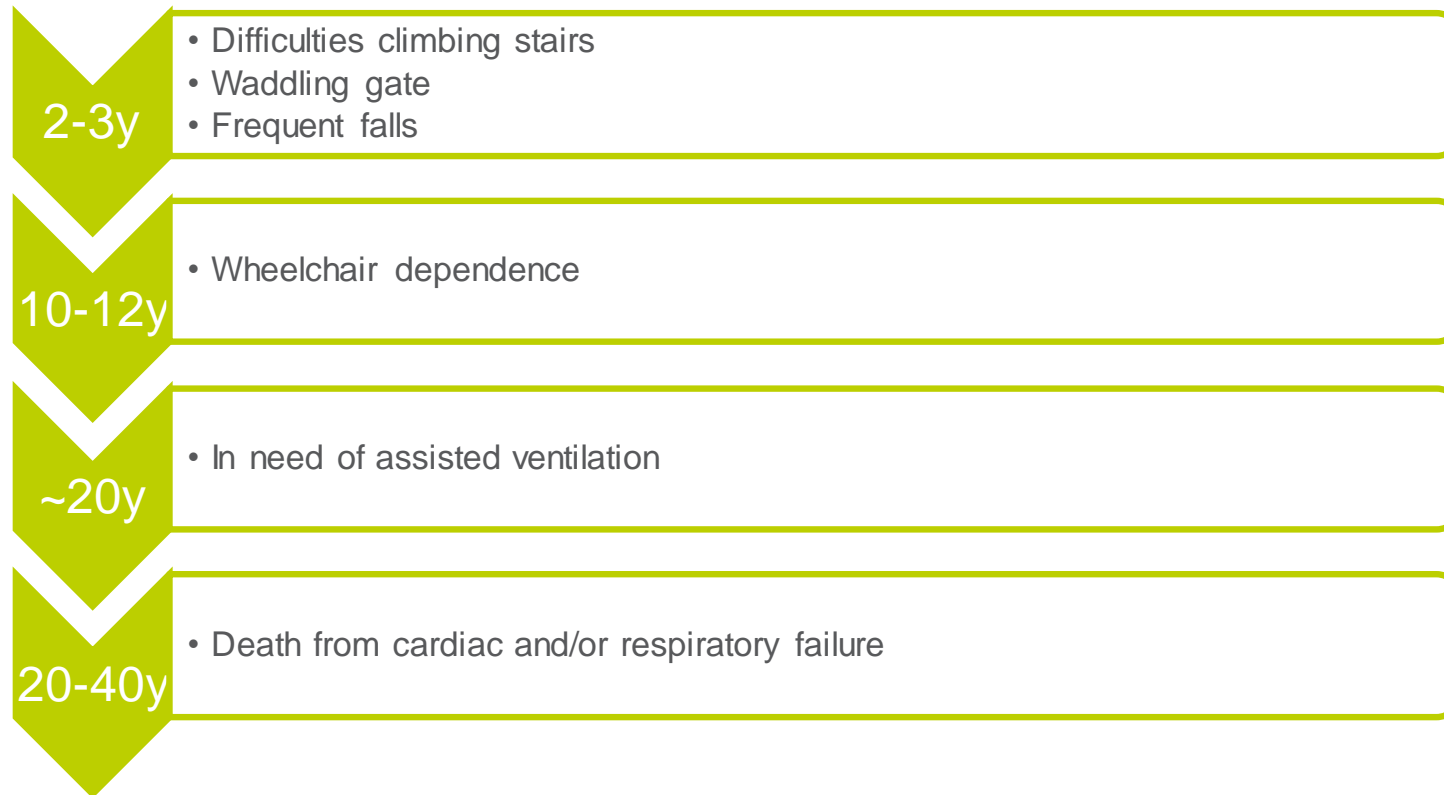 2-3y
• Difficulties climbing stairs
• Waddling gate
• Frequent falls
10-12y
• Wheelchair dependence
~20y
• In need of assisted ventilation
20-40y
• Death from cardiac and/or respiratory failure